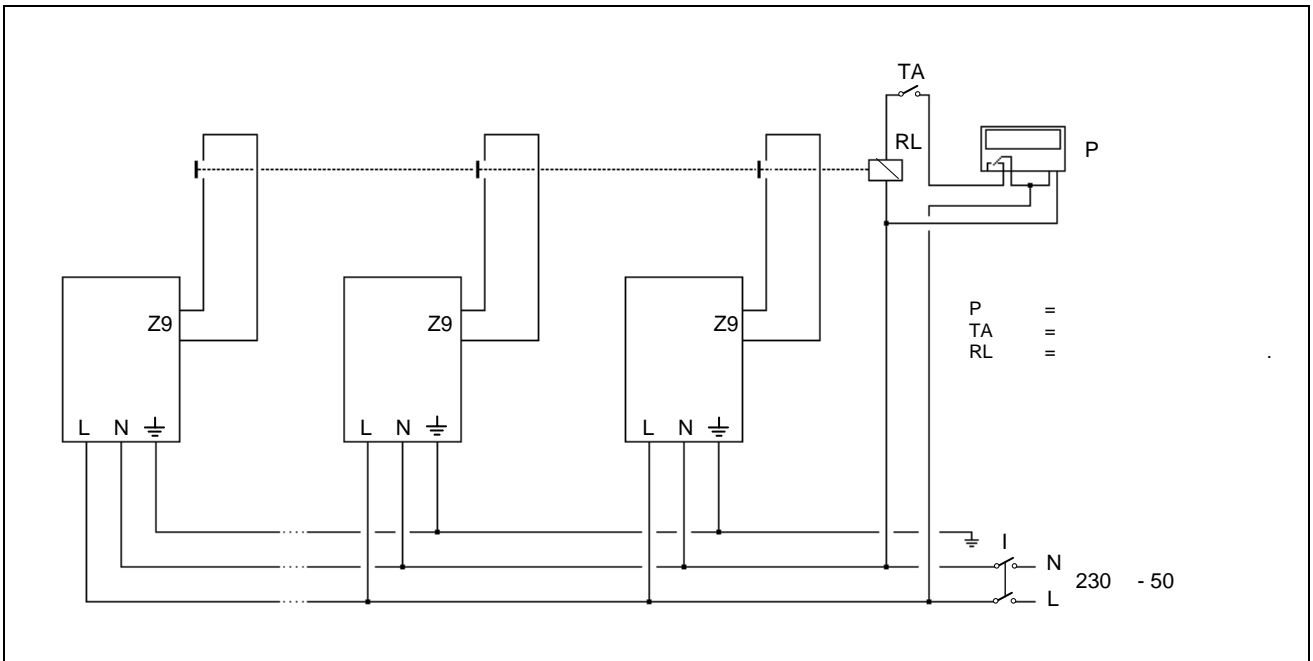 TA
RL
P
Z9
Z9
Z9
P =
TA =
RL = .
L N
L N
L N
I
N
L
230 - 50